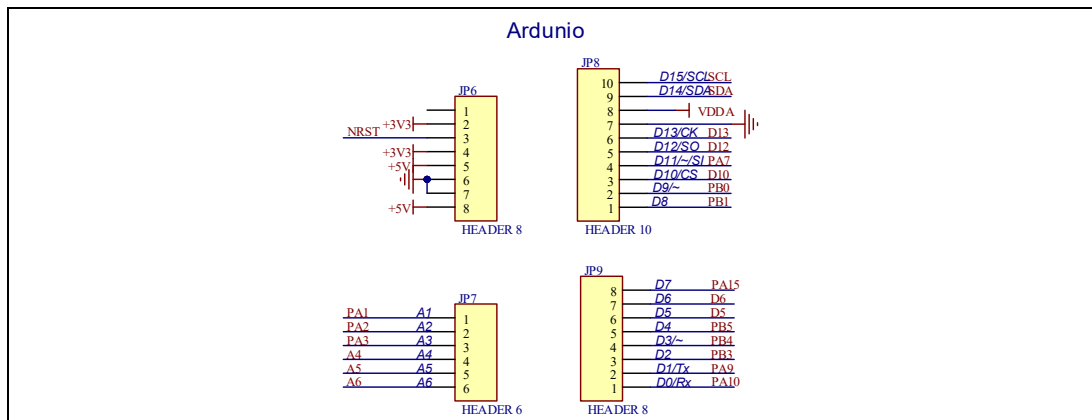 Ardunio
JP6
1
+3V3 2
NRST 3
+3V3 4
+5V 5
6
7
+5V 8
HEADER 8
JP8
10 D15/SCL SCL
9 D14/SDA SDA
8 VDDA
7
6 D13/CK D13
5 D12/SO D12
4 D11/~/SI PA7
3 D10/CS D10
2 D9/~ PB0
1 D8 PB1
HEADER 10
JP7
PA1 A1 1
PA2 A2 2
PA3 A3 3
A4 A4 4
A5 A5 5
A6 A6 6
HEADER 6
JP9
8 D7 PA15
7 D6 D6
6 D5 D5
5 D4 PB5
4 D3/~ PB4
3 D2 PB3
2 D1/Tx PA9
1 D0/Rx PA10
HEADER 8